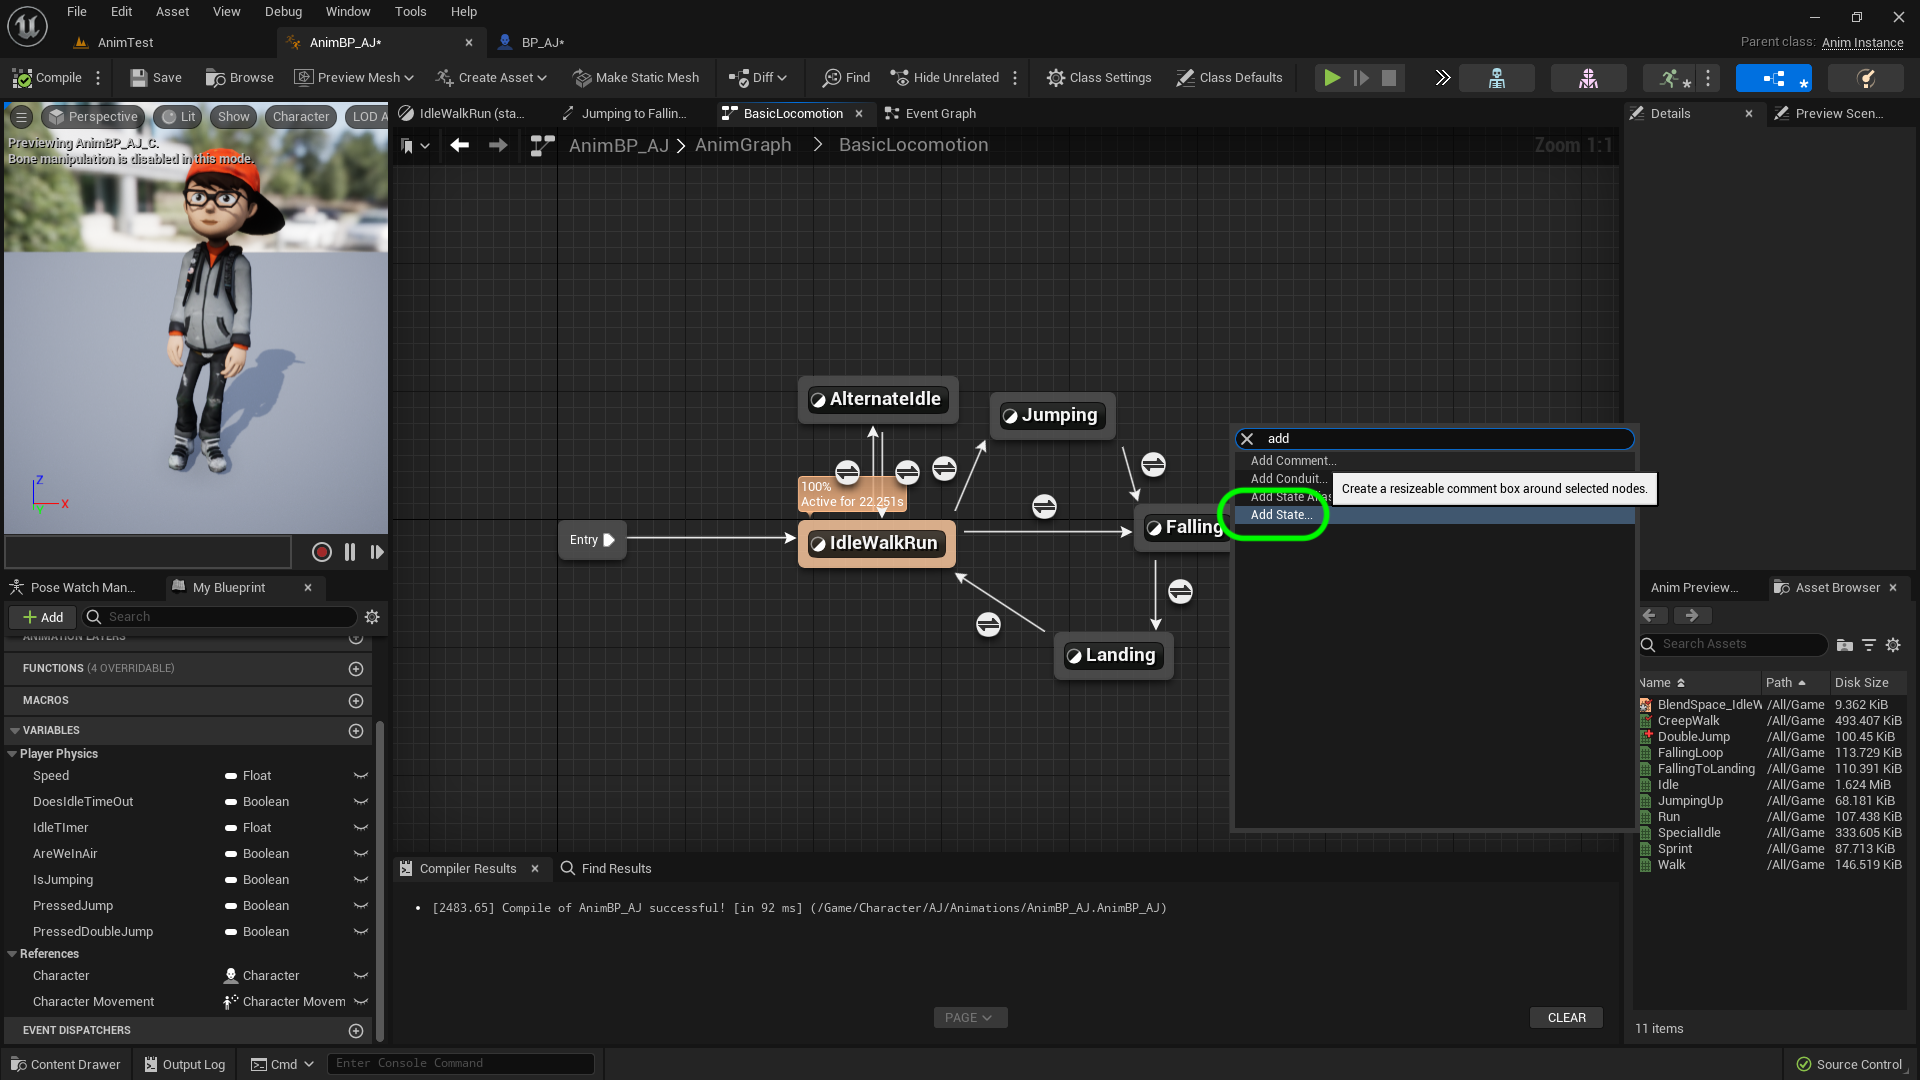 File Edit Asset View Debug Window Tools Help
AnimTest AnimBP_AJ* BP_AJ*
Parent class: Anim Instance
Compile Save Browse Preview Mesh Create Asset Make Static Mesh Diff Find Hide Unrelated Class Settings Class Defaults
Perspective Lit Show Character LOD A
Previewing AnimBP_AJ_C.
Bone manipulation is disabled in this mode.
Z
X
Y
IdleWalkRun (sta... Jumping to Fallin... BasicLocomotion Event Graph
AnimBP_AJ > AnimGraph > BasicLocomotion
Zoom 1:1
AlternateIdle
Jumping
100%
Active for 22.251s
Entry
IdleWalkRun
Falling
Landing
add
Add Comment...
Add Conduit...
Add State Alias
Add State...
Create a resizeable comment box around selected nodes.
Details Preview Scen...
Pose Watch Man... My Blueprint
Add Search
ANIMATION LAYERS
FUNCTIONS (4 OVERRIDABLE)
MACROS
VARIABLES
Player Physics
Speed Float
DoesIdleTimeOut Boolean
IdleTImer Float
AreWeInAir Boolean
IsJumping Boolean
PressedJump Boolean
PressedDoubleJump Boolean
References
Character Character
Character Movement Character Movem
EVENT DISPATCHERS
Compiler Results Find Results
[2483.65] Compile of AnimBP_AJ successful! [in 92 ms] (/Game/Character/AJ/Animations/AnimBP_AJ.AnimBP_AJ)
PAGE
CLEAR
Anim Preview... Asset Browser
Search Assets
Name Path Disk Size
BlendSpace_IdleW /All/Game 9.362 KiB
CreepWalk /All/Game 493.407 KiB
DoubleJump /All/Game 100.45 KiB
FallingLoop /All/Game 113.729 KiB
FallingToLanding /All/Game 110.391 KiB
Idle /All/Game 1.624 MiB
JumpingUp /All/Game 68.181 KiB
Run /All/Game 107.438 KiB
SpecialIdle /All/Game 333.605 KiB
Sprint /All/Game 87.713 KiB
Walk /All/Game 146.519 KiB
11 items
Content Drawer Output Log Cmd Enter Console Command Source Control